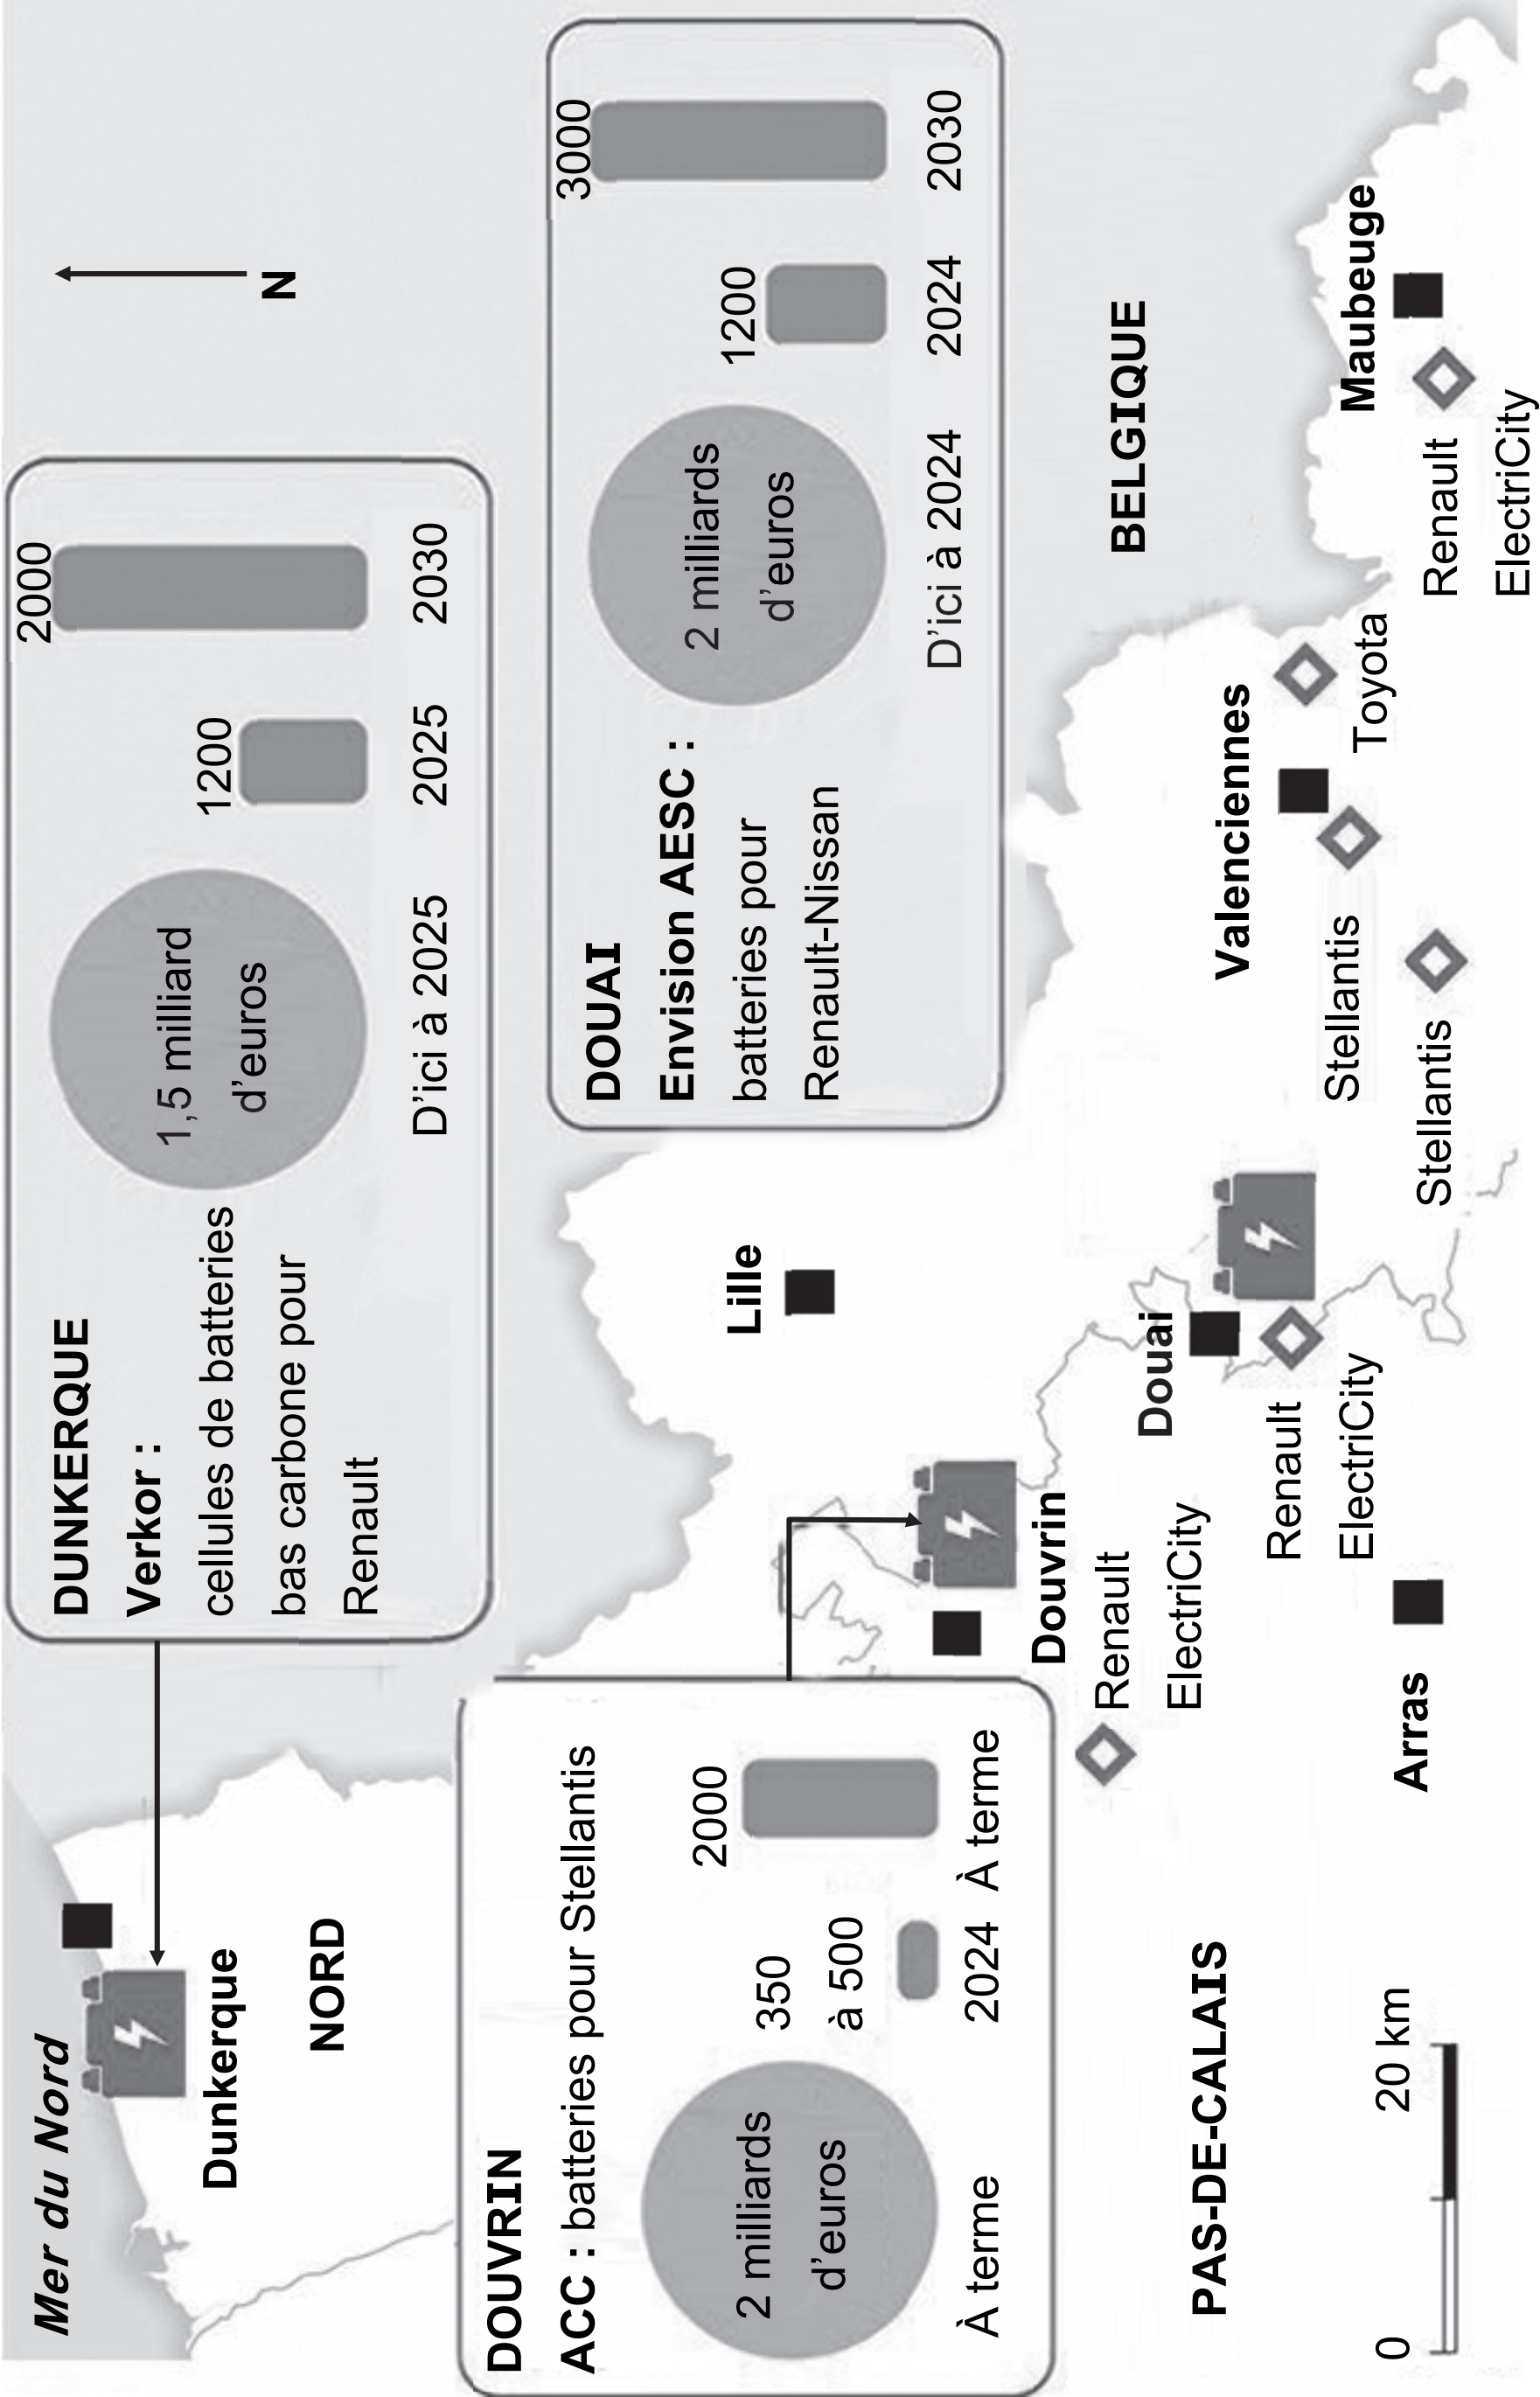 Mer du Nord
Dunkerque
NORD
DUNKERQUE
Verkor :
cellules de batteries
bas carbone pour
Renault
1,5 milliard
d’euros
D’ici à 2025
1200
2025
2000
2030
N
DOUVRIN
ACC : batteries pour Stellantis
2 milliards
d’euros
À terme
350
à 500
2024
2000
À terme
DOUAI
Envision AESC :
batteries pour
Renault-Nissan
2 milliards
d’euros
D’ici à 2024
1200
2024
3000
2030
Lille
BELGIQUE
Douvrin
Renault
ElectriCity
Douai
Renault
ElectriCity
Valenciennes
Toyota
Stellantis
Stellantis
Maubeuge
Renault
ElectriCity
PAS-DE-CALAIS
Arras
0
20 km